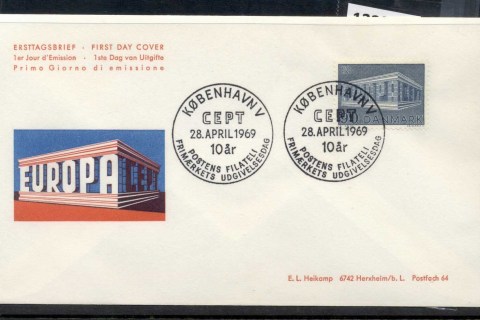 ERSTTAGSBRIEF · FIRST DAY COVER
1er Jour d'Emission · 1ste Dag van Uitgifte
Primo Giorno di emissione
KØBENHAVN V
CEPT
28. APRIL 1969
10 år
POSTENS FILATELI
FRIMÆRKETS UDGIVELSESDAG
KØBENHAVN V
CEPT
28. APRIL 1969
10 år
POSTENS FILATELI
FRIMÆRKETS UDGIVELSESDAG
DANMARK
EUROPA CEPT
E. L. Heikamp 6742 Herxheim/b. L. Postfach 64